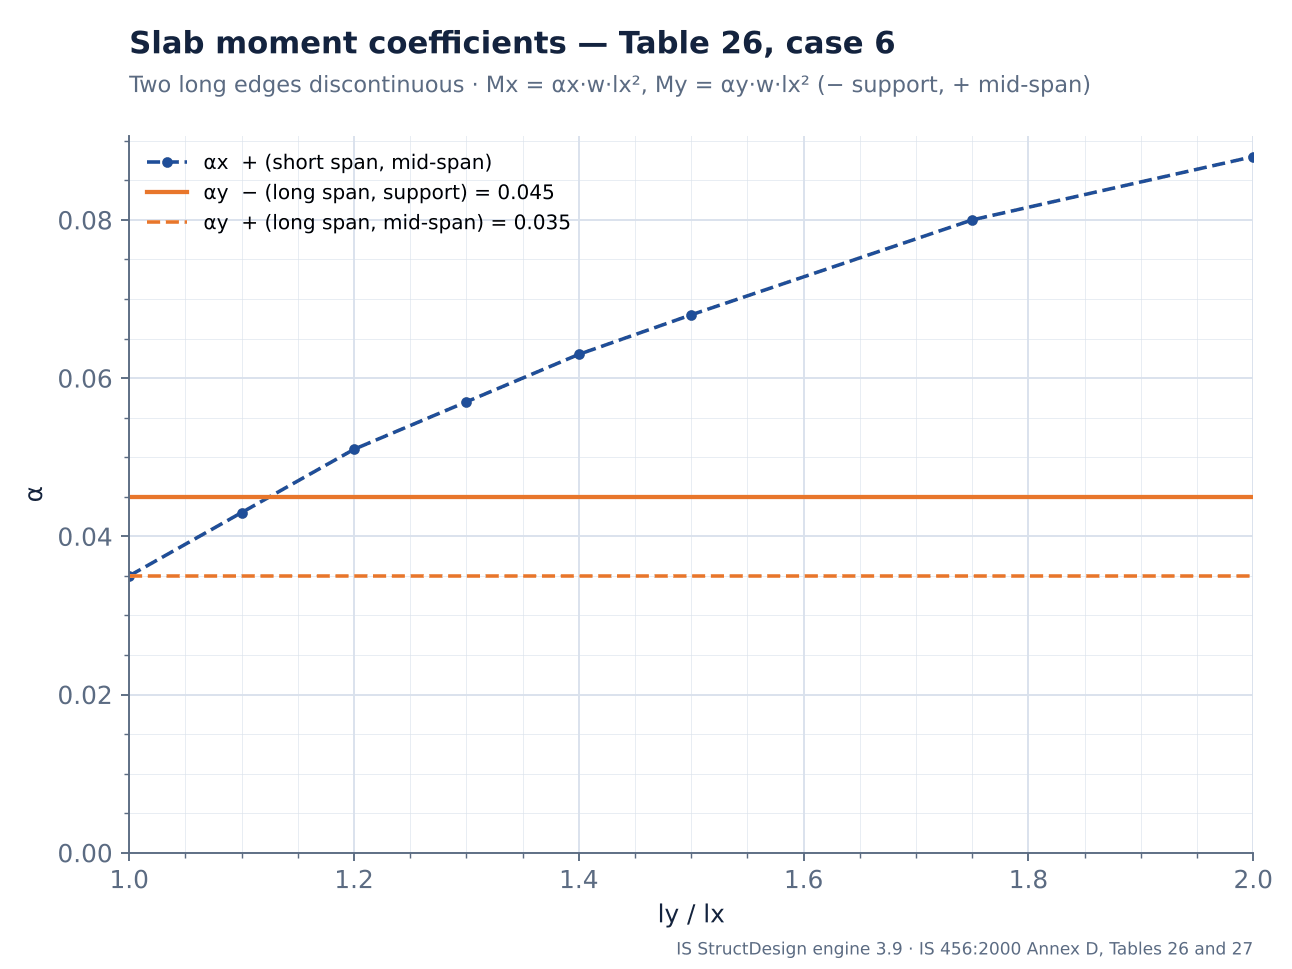 Slab moment coefficients — Table 26, case 6
Two long edges discontinuous · Mx = αx·w·lx², My = αy·w·lx² (− support, + mid-span)
αx  + (short span, mid-span)
αy  − (long span, support) = 0.045
αy  + (long span, mid-span) = 0.035
0.08
0.06
α
0.04
0.02
0.00
1.0 1.2 1.4 1.6 1.8 2.0
ly / lx
IS StructDesign engine 3.9 · IS 456:2000 Annex D, Tables 26 and 27